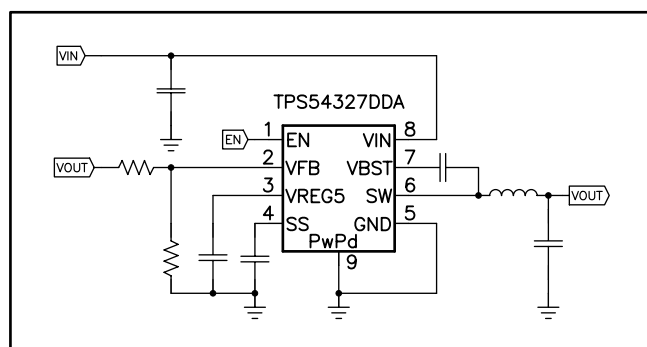 VIN
TPS54327DDA
EN
1
EN
VIN
8
VOUT
2
VFB
VBST
7
3
VREG5
SW
6
VOUT
4
SS
GND
5
PwPd
9